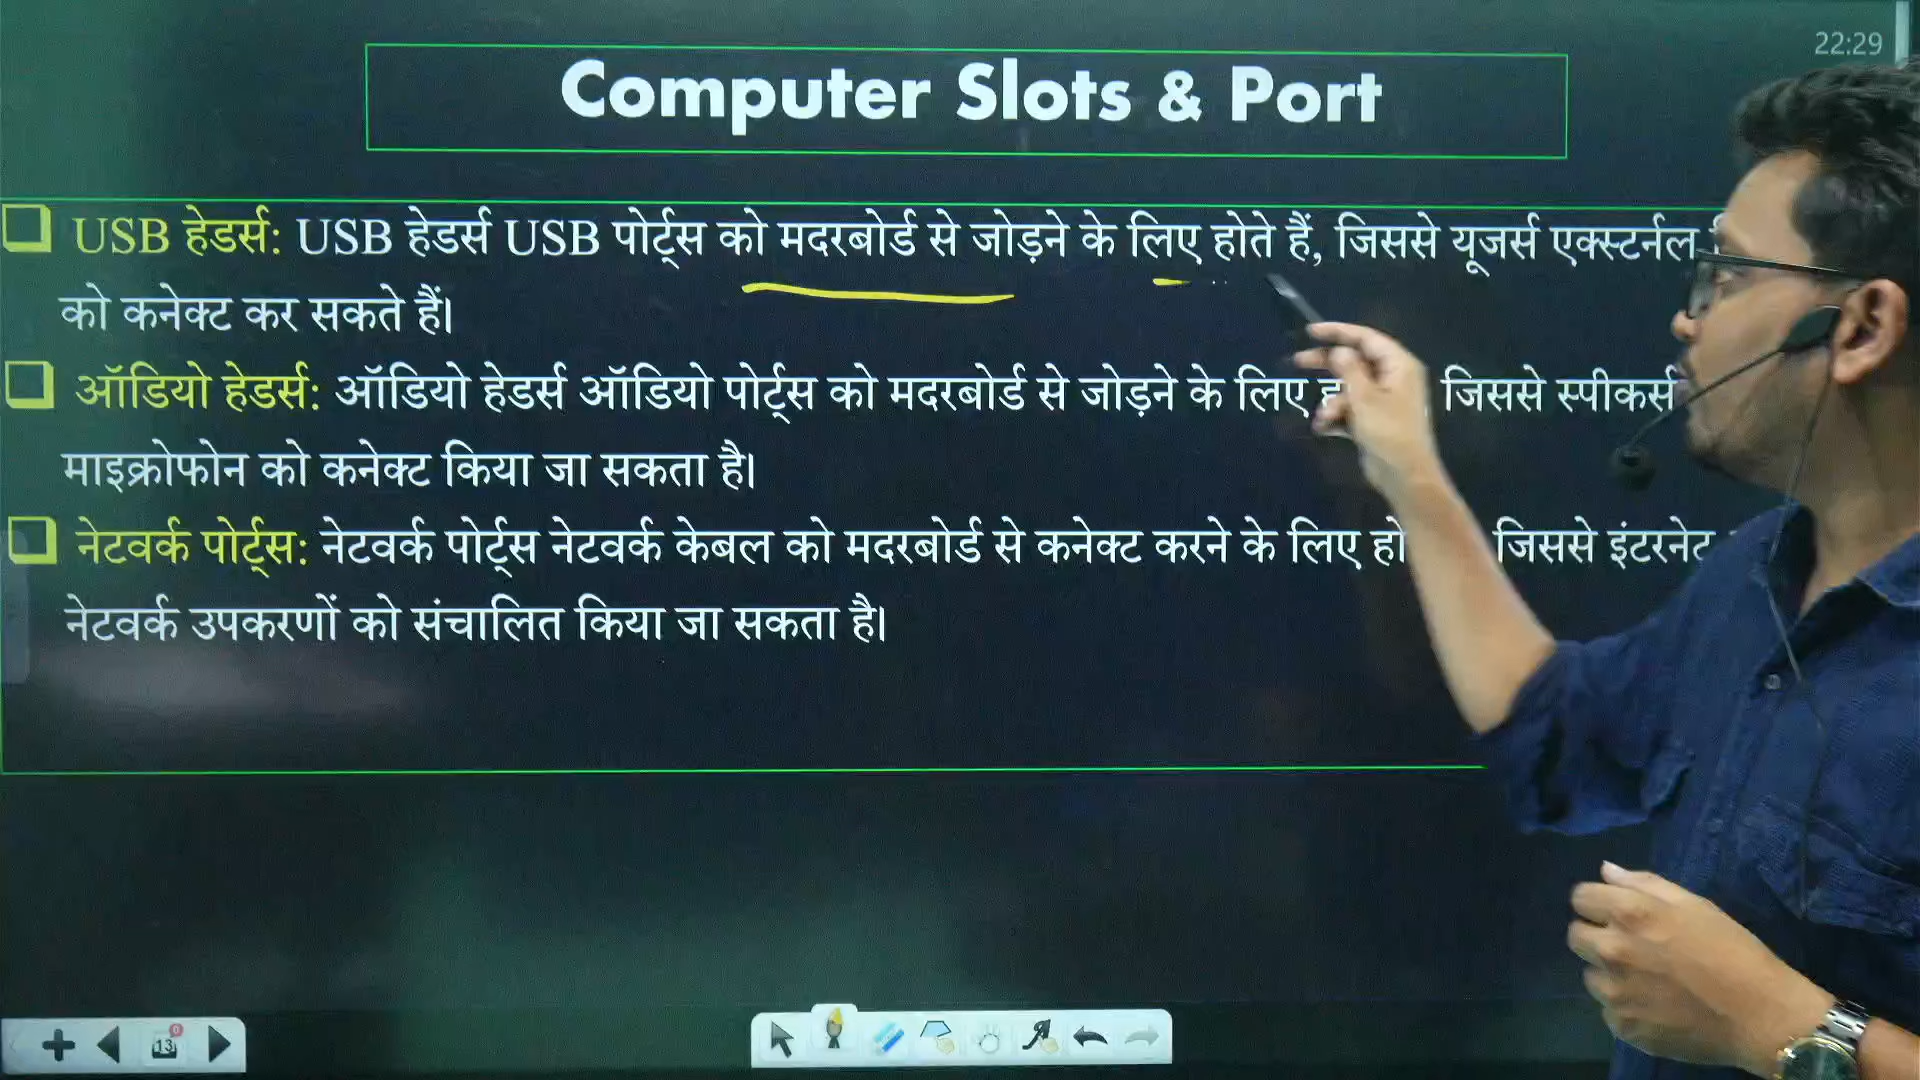 22:29
Computer Slots & Port
USB हेडर्स: USB हेडर्स USB पोर्ट्स को मदरबोर्ड से जोड़ने के लिए होते हैं, जिससे यूजर्स एक्स्टर्नल
को कनेक्ट कर सकते हैं।
ऑडियो हेडर्स: ऑडियो हेडर्स ऑडियो पोर्ट्स को मदरबोर्ड से जोड़ने के लिए जिससे स्पीकर्स
माइक्रोफोन को कनेक्ट किया जा सकता है।
नेटवर्क पोर्ट्स: नेटवर्क पोर्ट्स नेटवर्क केबल को मदरबोर्ड से कनेक्ट करने के लिए जिससे इंटरनेट
नेटवर्क उपकरणों को संचालित किया जा सकता है।
13